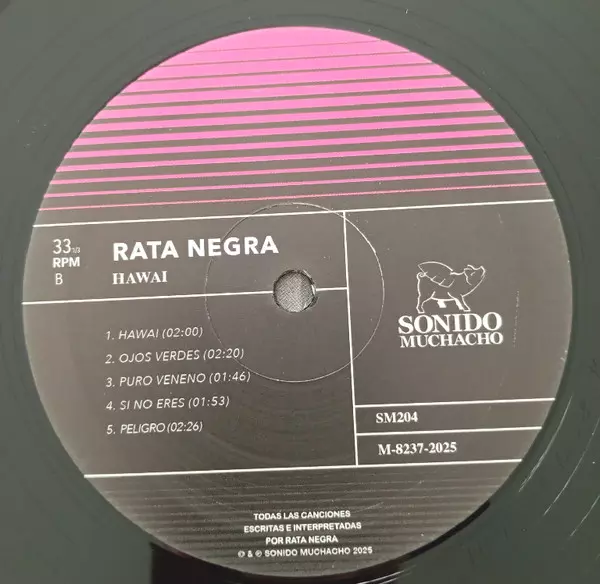 33 1/3
RPM
B
RATA NEGRA
HAWAI
1. HAWAI (02:00)
2. OJOS VERDES (02:20)
3. PURO VENENO (01:46)
4. SI NO ERES (01:53)
5. PELIGRO (02:26)
SONIDO
MUCHACHO
SM204
M-8237-2025
TODAS LAS CANCIONES
ESCRITAS E INTERPRETADAS
POR RATA NEGRA
© & ℗ SONIDO MUCHACHO 2025